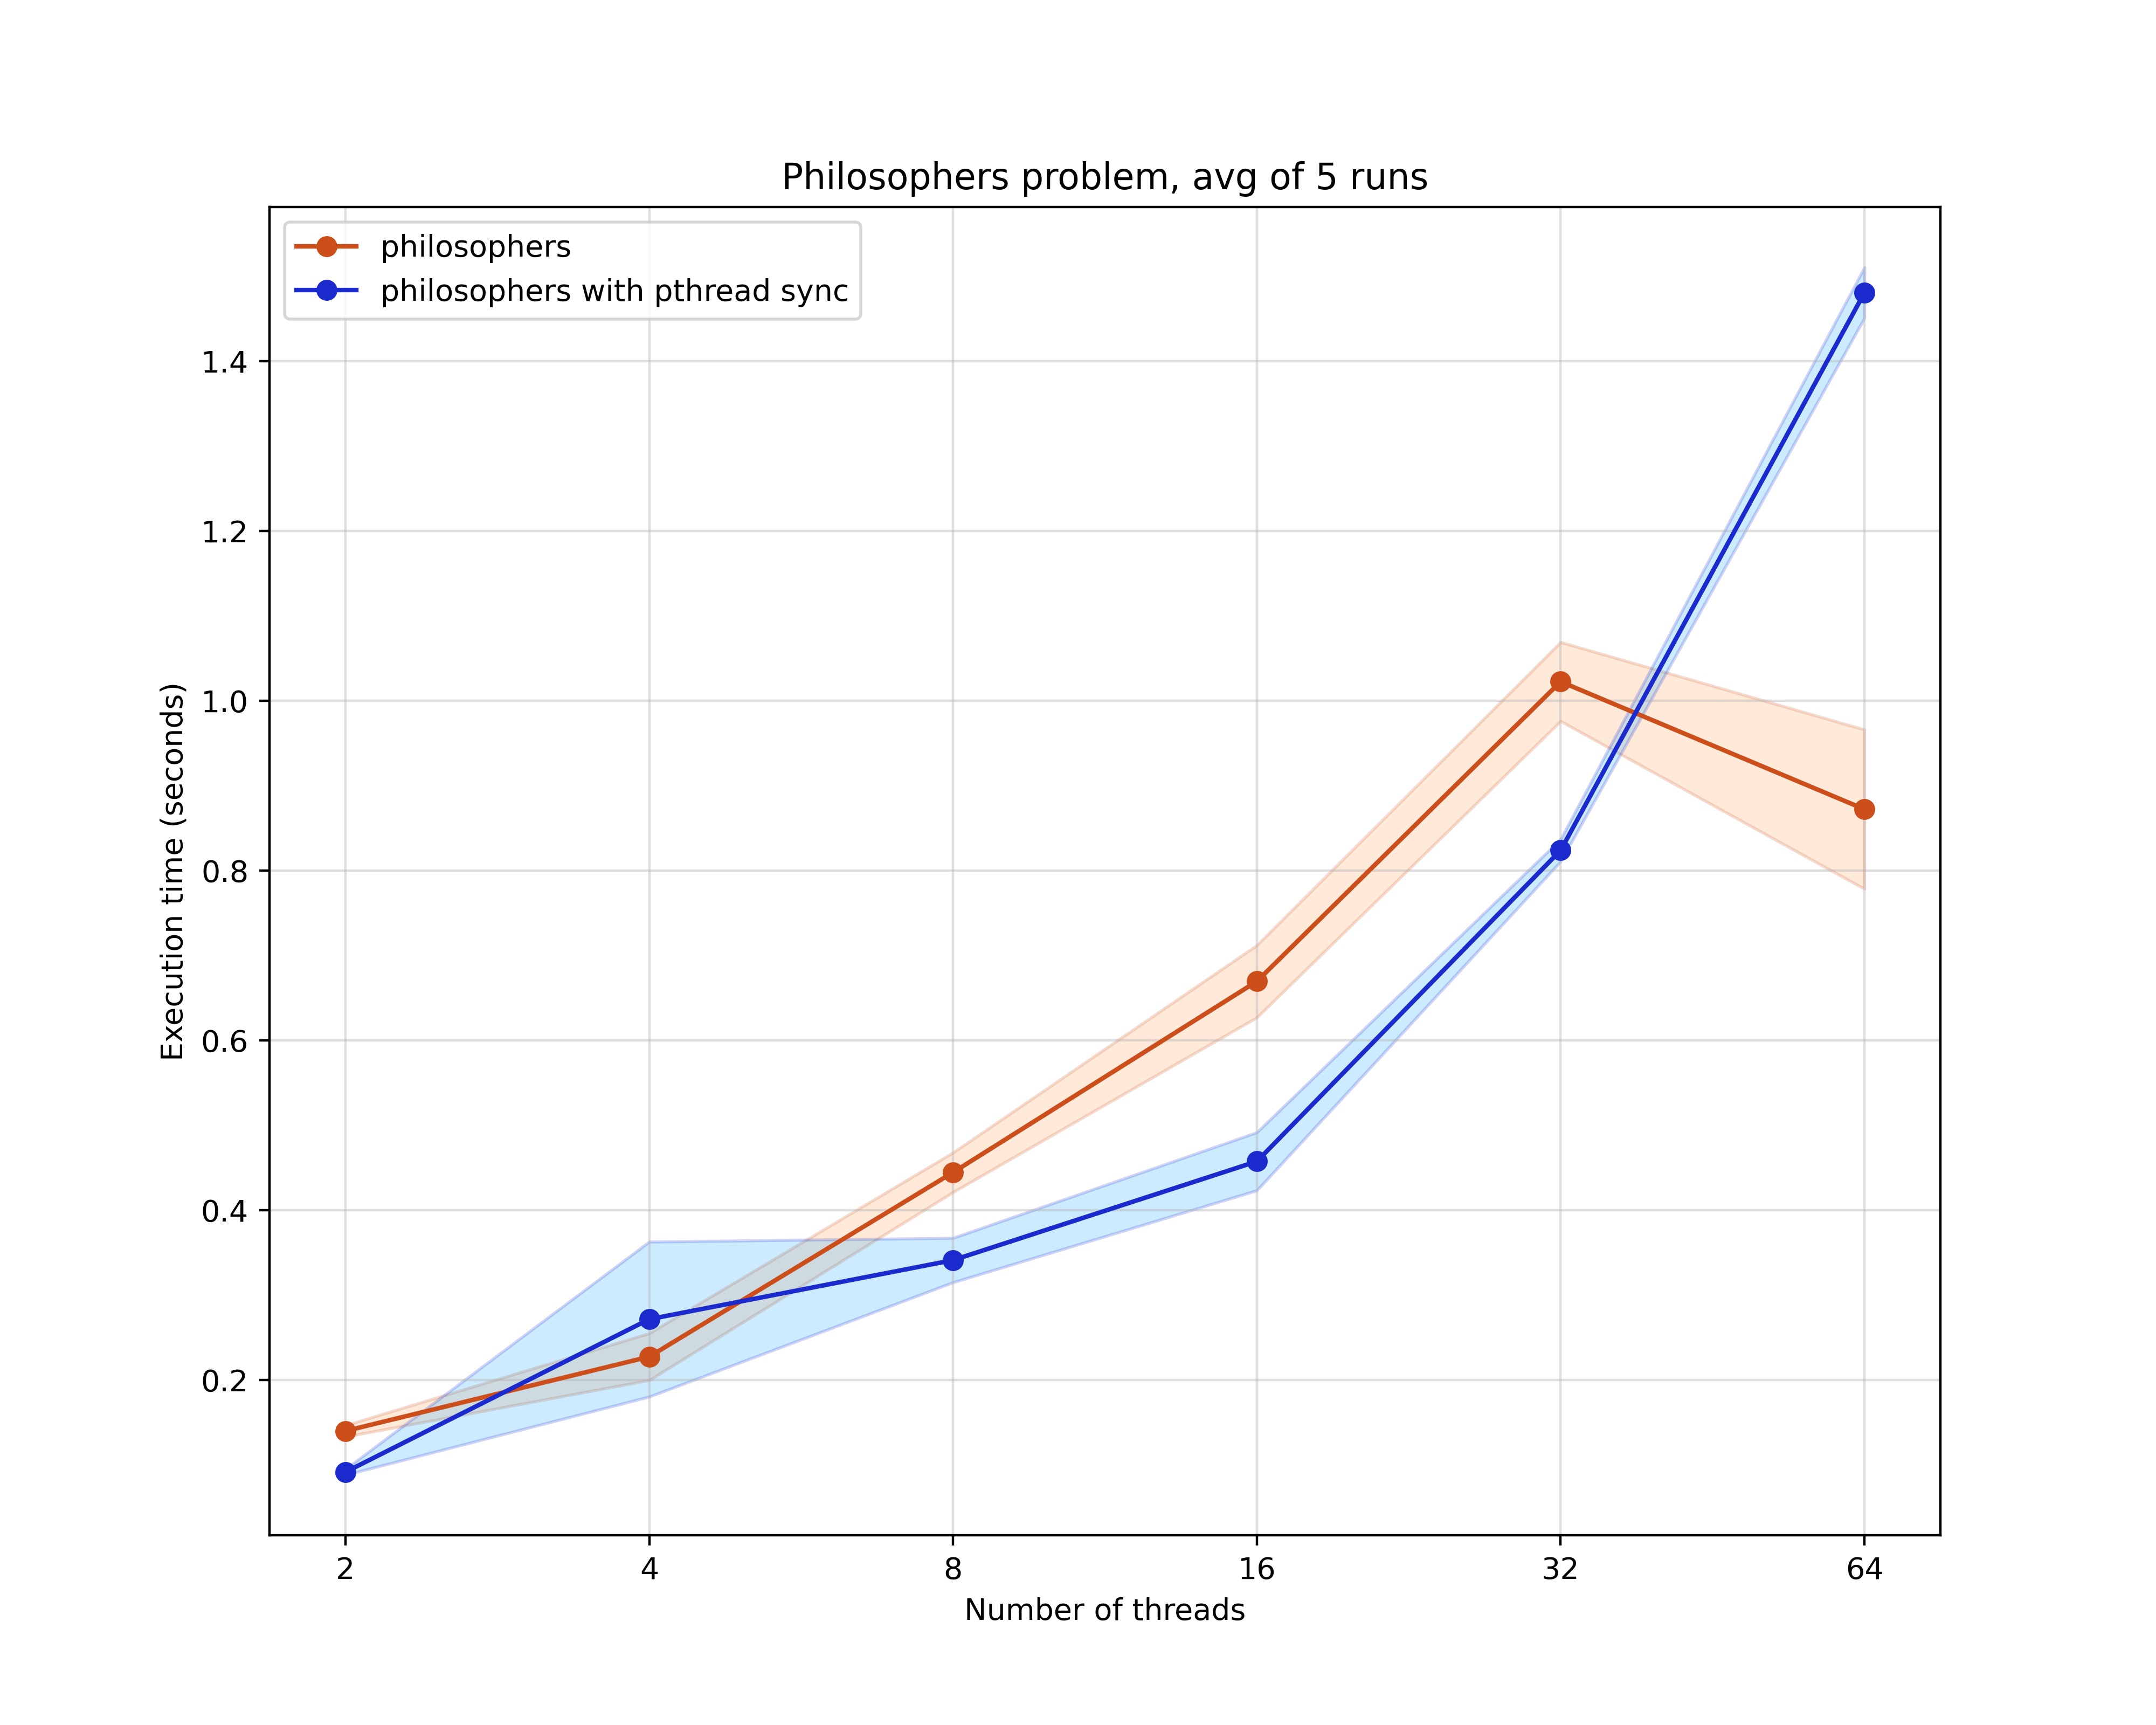 Philosophers problem, avg of 5 runs
philosophers
philosophers with pthread sync
Execution time (seconds)
1.4
1.2
1.0
0.8
0.6
0.4
0.2
2 4 8 16 32 64
Number of threads